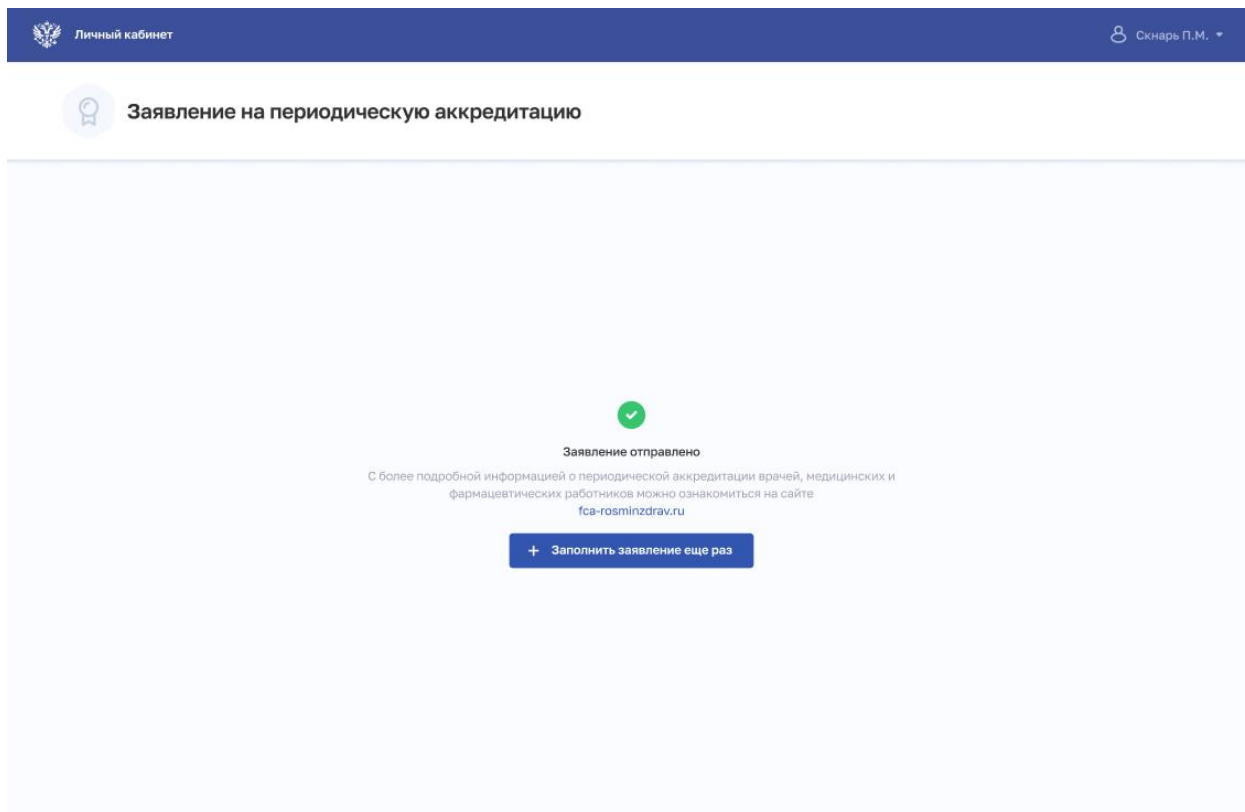 Личный кабинет
Скнарь П.М.
Заявление на периодическую аккредитацию
Заявление отправлено
С более подробной информацией о периодической аккредитации врачей, медицинских и
фармацевтических работников можно ознакомиться на сайте
fca-rosminzdrav.ru
+ Заполнить заявление еще раз